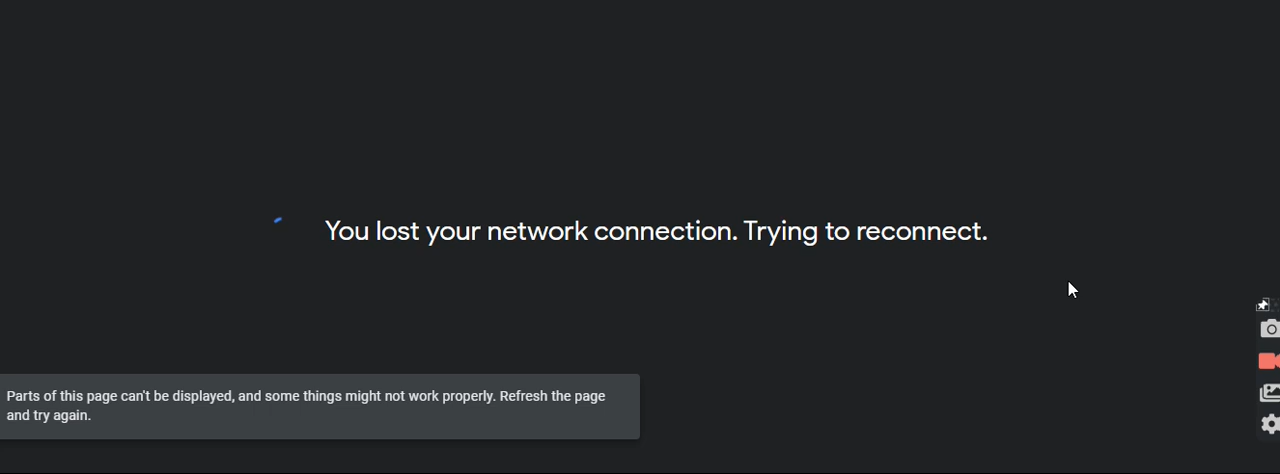 You lost your network connection. Trying to reconnect.
Parts of this page can't be displayed, and some things might not work properly. Refresh the page
and try again.